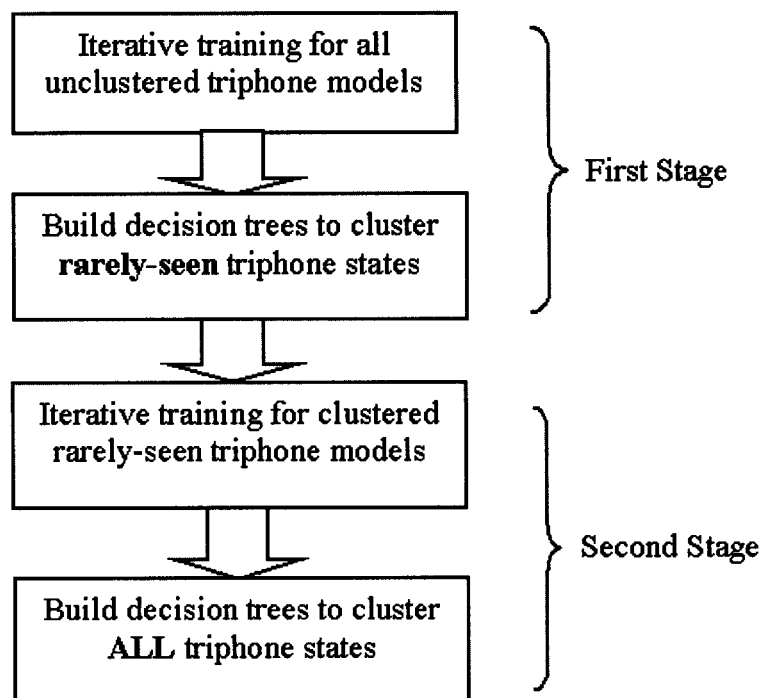 Iterative training for all
unclustered triphone models
First Stage
Build decision trees to cluster
rarely-seen triphone states
Iterative training for clustered
rarely-seen triphone models
Second Stage
Build decision trees to cluster
ALL triphone states